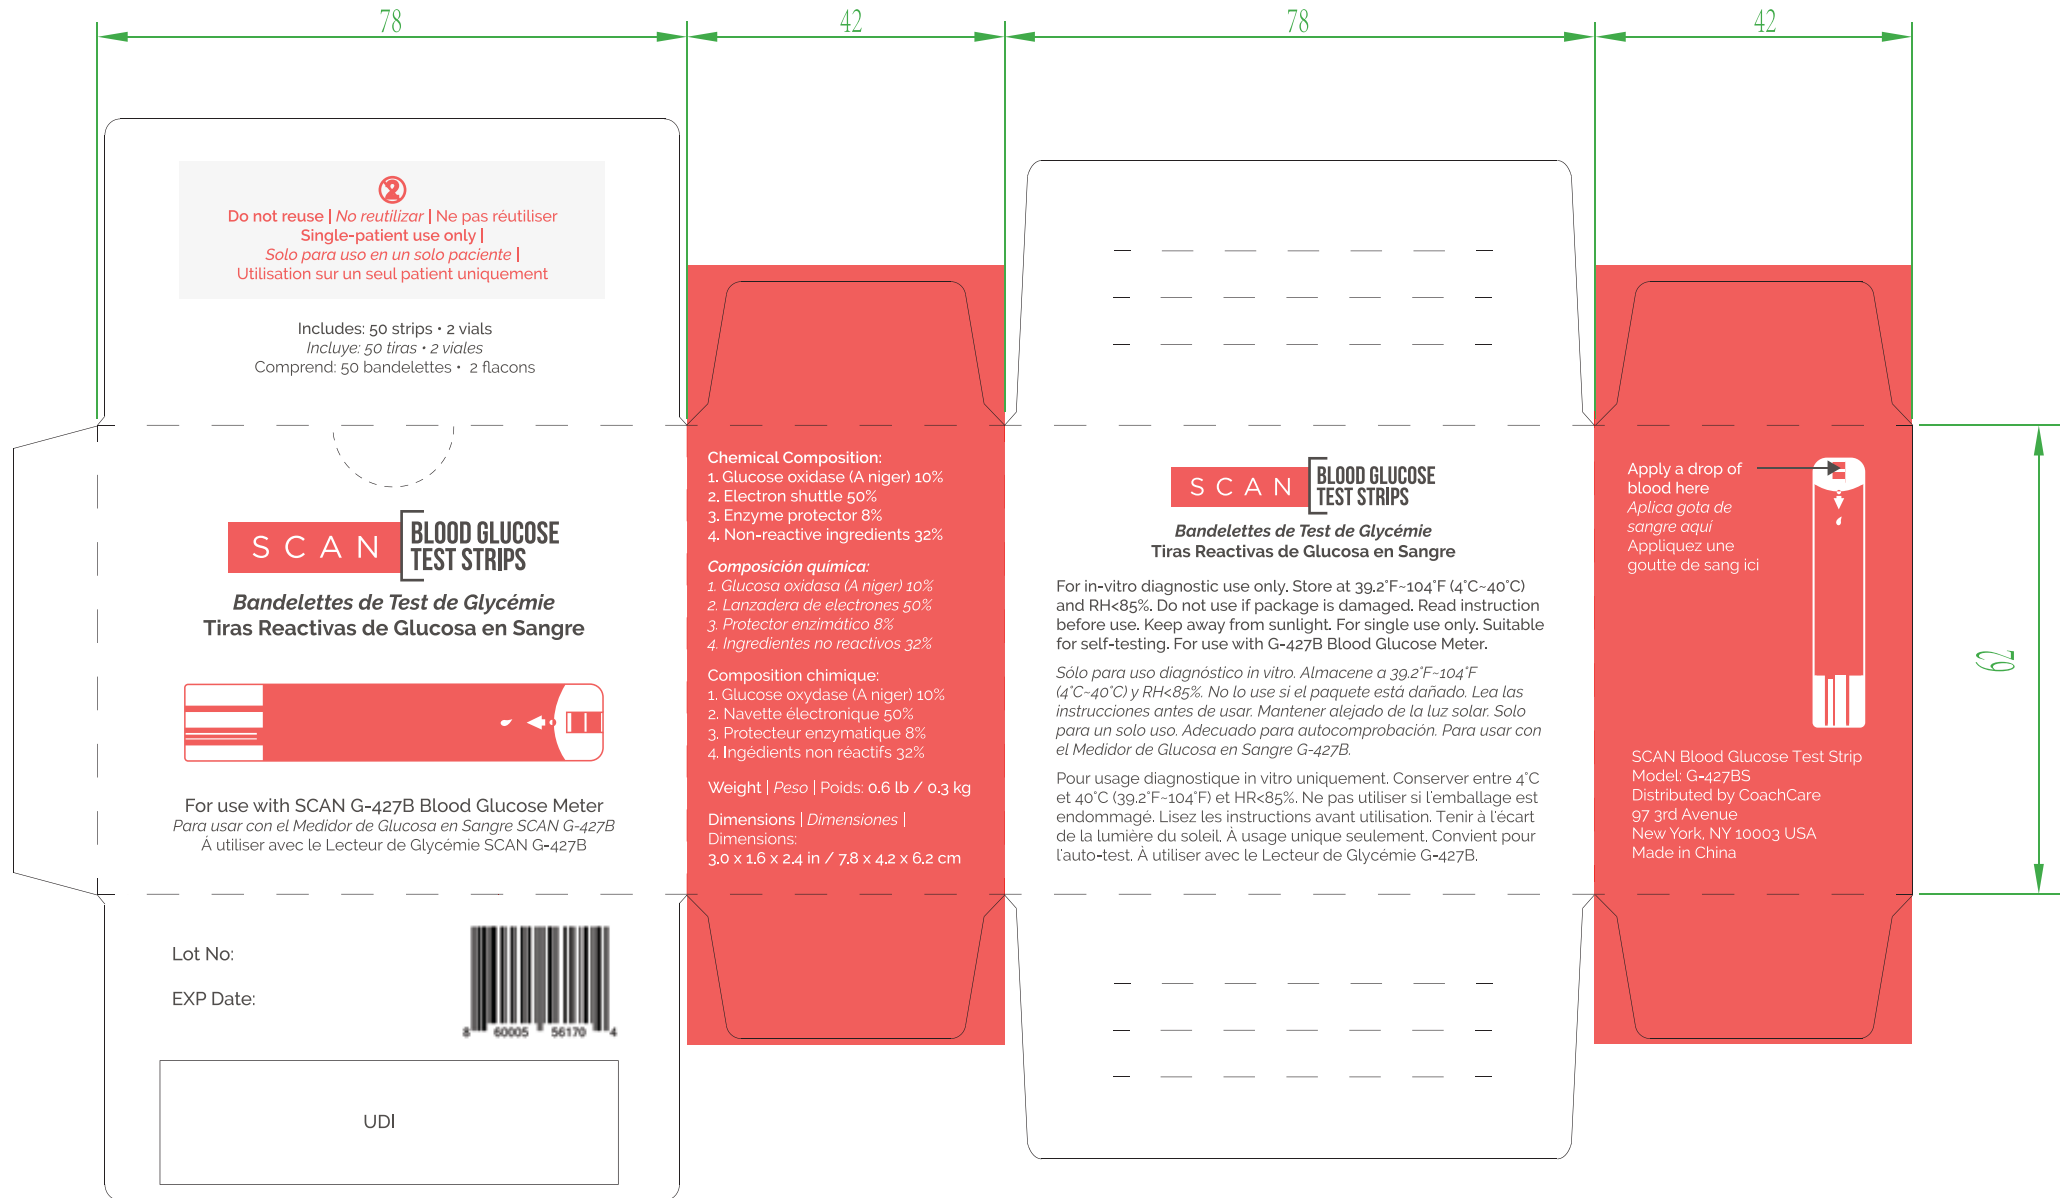 78
42
78
42
Do not reuse | No reutilizar | Ne pas réutiliser
Single-patient use only |
Solo para uso en un solo paciente |
Utilisation sur un seul patient uniquement
Includes: 50 strips • 2 vials
Incluye: 50 tiras • 2 viales
Comprend: 50 bandelettes • 2 flacons
SCAN
BLOOD GLUCOSE
TEST STRIPS
Bandelettes de Test de Glycémie
Tiras Reactivas de Glucosa en Sangre
For use with SCAN G-427B Blood Glucose Meter
Para usar con el Medidor de Glucosa en Sangre SCAN G-427B
À utiliser avec le Lecteur de Glycémie SCAN G-427B
Lot No:
EXP Date:
8 60005 56170 4
UDI
Chemical Composition:
1. Glucose oxidase (A niger) 10%
2. Electron shuttle 50%
3. Enzyme protector 8%
4. Non-reactive ingredients 32%
Composición química:
1. Glucosa oxidasa (A niger) 10%
2. Lanzadera de electrones 50%
3. Protector enzimático 8%
4. Ingredientes no reactivos 32%
Composition chimique:
1. Glucose oxydase (A niger) 10%
2. Navette électronique 50%
3. Protecteur enzymatique 8%
4. Ingédients non réactifs 32%
Weight | Peso | Poids: 0.6 lb / 0.3 kg
Dimensions | Dimensiones |
Dimensions:
3.0 x 1.6 x 2.4 in / 7.8 x 4.2 x 6.2 cm
SCAN
BLOOD GLUCOSE
TEST STRIPS
Bandelettes de Test de Glycémie
Tiras Reactivas de Glucosa en Sangre
For in-vitro diagnostic use only. Store at 39.2°F~104°F (4°C~40°C)
and RH<85%. Do not use if package is damaged. Read instruction
before use. Keep away from sunlight. For single use only. Suitable
for self-testing. For use with G-427B Blood Glucose Meter.
Sólo para uso diagnóstico in vitro. Almacene a 39.2°F~104°F
(4°C~40°C) y RH<85%. No lo use si el paquete está dañado. Lea las
instrucciones antes de usar. Mantener alejado de la luz solar. Solo
para un solo uso. Adecuado para autocomprobación. Para usar con
el Medidor de Glucosa en Sangre G-427B.
Pour usage diagnostique in vitro uniquement. Conserver entre 4°C
et 40°C (39.2°F~104°F) et HR<85%. Ne pas utiliser si l'emballage est
endommagé. Lisez les instructions avant utilisation. Tenir à l'écart
de la lumière du soleil. À usage unique seulement. Convient pour
l'auto-test. À utiliser avec le Lecteur de Glycémie G-427B.
Apply a drop of
blood here
Aplica gota de
sangre aquí
Appliquez une
goutte de sang ici
SCAN Blood Glucose Test Strip
Model: G-427BS
Distributed by CoachCare
97 3rd Avenue
New York, NY 10003 USA
Made in China
62